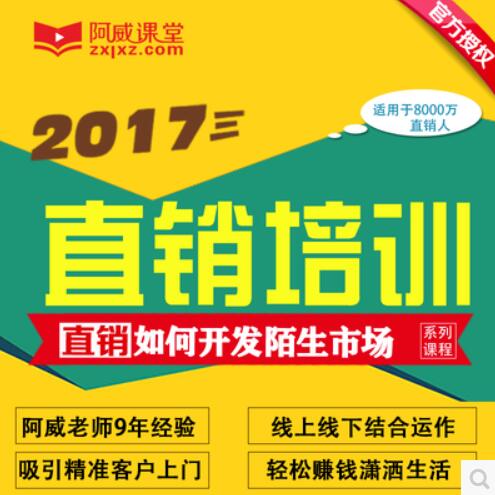 阿威课堂
zxjxz.com
官方授权
2017
适用于8000万
直销人
直销培训
直销如何开发陌生市场
系列
课程
阿威老师9年经验
线上线下结合运作
吸引精准客户上门
轻松赚钱潇洒生活